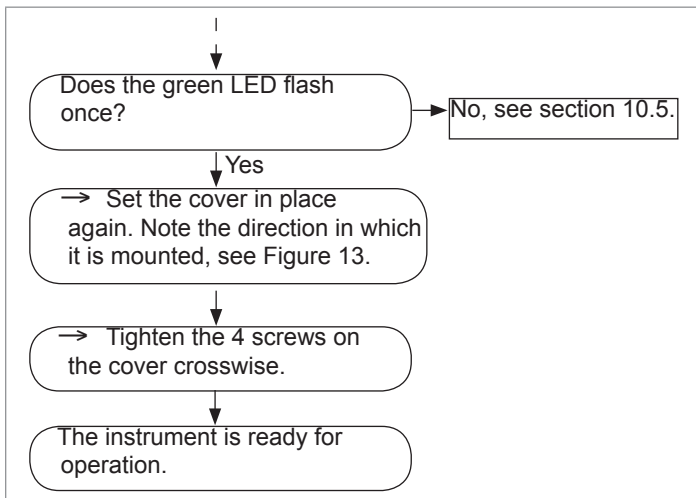 Does the green LED flash
once?
No, see section 10.5.
Yes
→ Set the cover in place
again. Note the direction in which
it is mounted, see Figure 13.
→ Tighten the 4 screws on
the cover crosswise.
The instrument is ready for
operation.